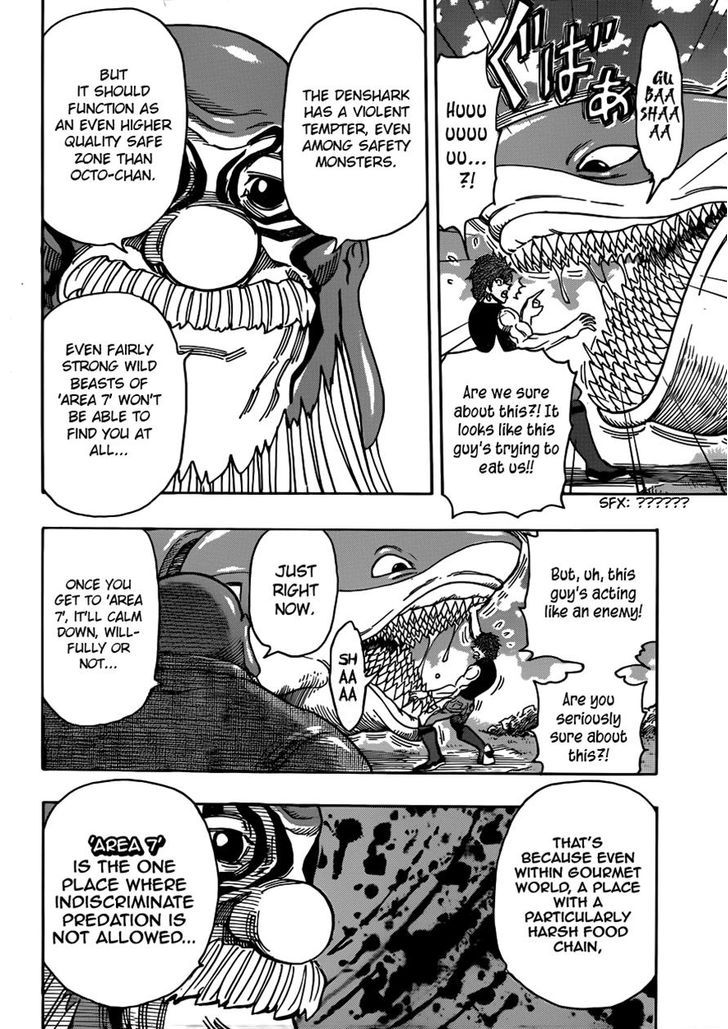 ぐばぁ
GU
BAA
SHAA
AA
HUUU
UUUU
UU...
?!
Are we sure
about this?! It
looks like this
guy's trying to
eat us!!
SFX: ??????
THE DENSHARK
HAS A VIOLENT
TEMPTER, EVEN
AMONG SAFETY
MONSTERS.
BUT
IT SHOULD
FUNCTION AS
AN EVEN HIGHER
QUALITY SAFE
ZONE THAN
OCTO-CHAN.
EVEN FAIRLY
STRONG WILD
BEASTS OF
'AREA 7' WON'T
BE ABLE TO
FIND YOU AT
ALL...
But, uh, this
guy's acting
like an enemy!
Are you
seriously
sure about
this?!
SH
AA
AA
JUST
RIGHT
NOW.
ONCE YOU
GET TO 'AREA
7', IT'LL CALM
DOWN, WILL-
FULLY OR
NOT...
THAT'S
BECAUSE EVEN
WITHIN GOURMET
WORLD, A PLACE
WITH A
PARTICULARLY
HARSH FOOD
CHAIN,
'AREA 7'
IS THE ONE
PLACE WHERE
INDISCRIMINATE
PREDATION IS
NOT ALLOWED...